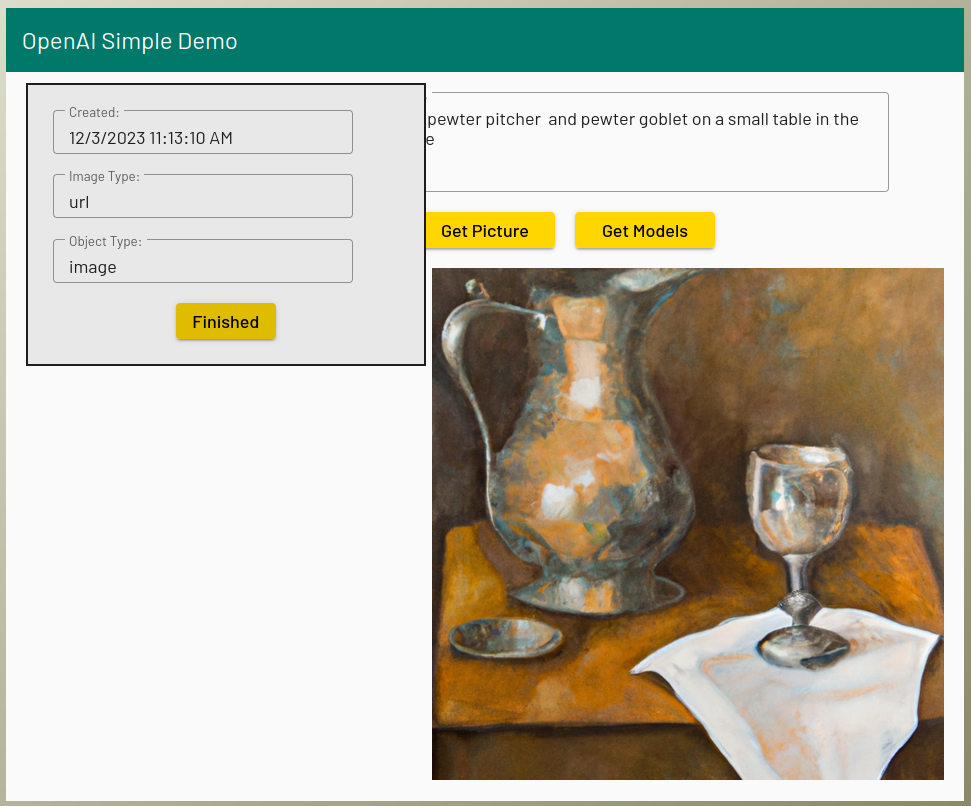 OpenAI Simple Demo
Created:
12/3/2023 11:13:10 AM
Image Type:
url
Object Type:
image
Finished
pewter pitcher  and pewter goblet on a small table in the
e
Get Picture
Get Models